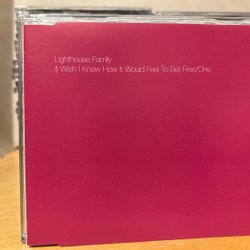 Lighthouse Family
(I Wish I Knew How It Would Feel To Be) Free/One